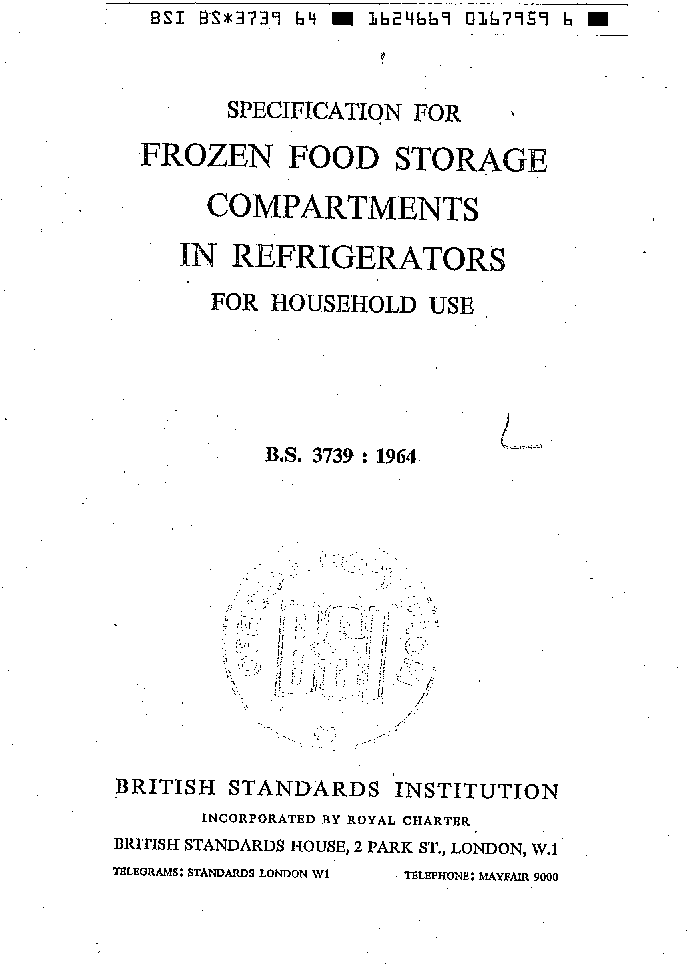 BSI BS*3739 64 ■ 1624669 0167959 6 ■
SPECIFICATION FOR
FROZEN FOOD STORAGE
COMPARTMENTS
IN REFRIGERATORS
FOR HOUSEHOLD USE
B.S. 3739 : 1964
BRITISH STANDARDS INSTITUTION
INCORPORATED BY ROYAL CHARTER
BRITISH STANDARDS HOUSE, 2 PARK ST., LONDON, W.1
TELEGRAMS: STANDARDS LONDON W1 TELEPHONE: MAYFAIR 9000